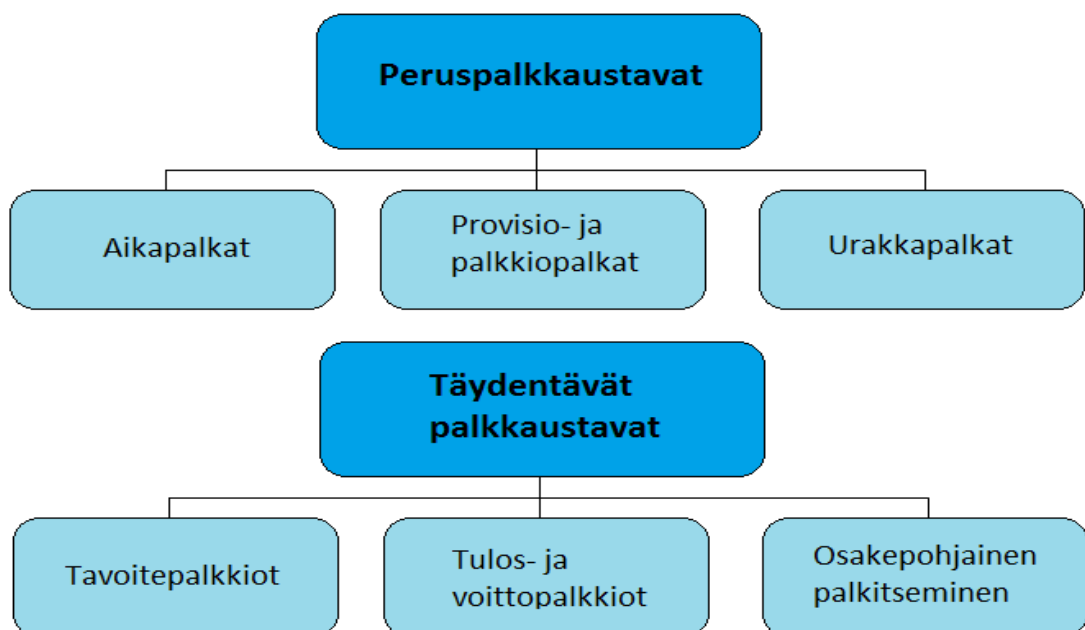 Peruspalkkaustavat
Aikapalkat
Provisio- ja
palkkiopalkat
Urakkapalkat
Täydentävät
palkkaustavat
Tavoitepalkkiot
Tulos- ja
voittopalkkiot
Osakepohjainen
palkitseminen